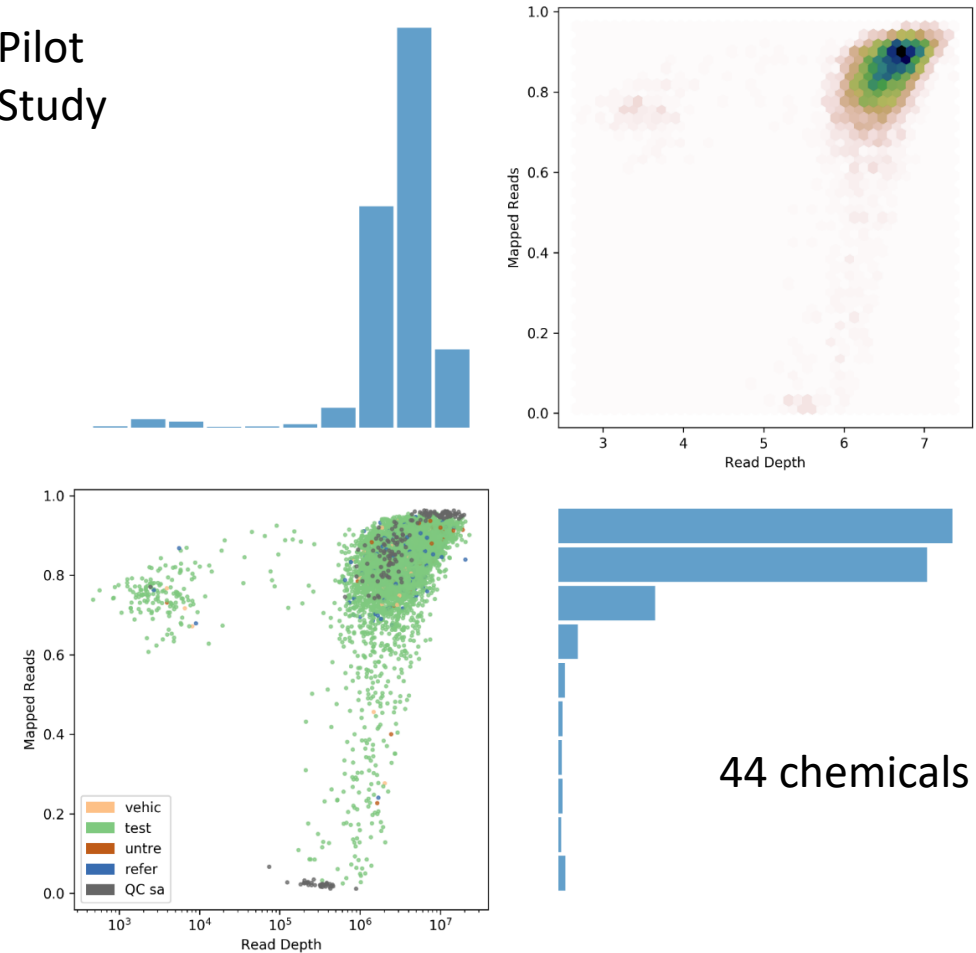 Pilot
Study
1.0
0.8
0.6
0.4
0.2
0.0
Mapped Reads
3 4 5 6 7
Read Depth
1.0
0.8
0.6
0.4
0.2
0.0
Mapped Reads
vehic
test
untre
refer
QC sa
10³ 10⁴ 10⁵ 10⁶ 10⁷
Read Depth
44 chemicals